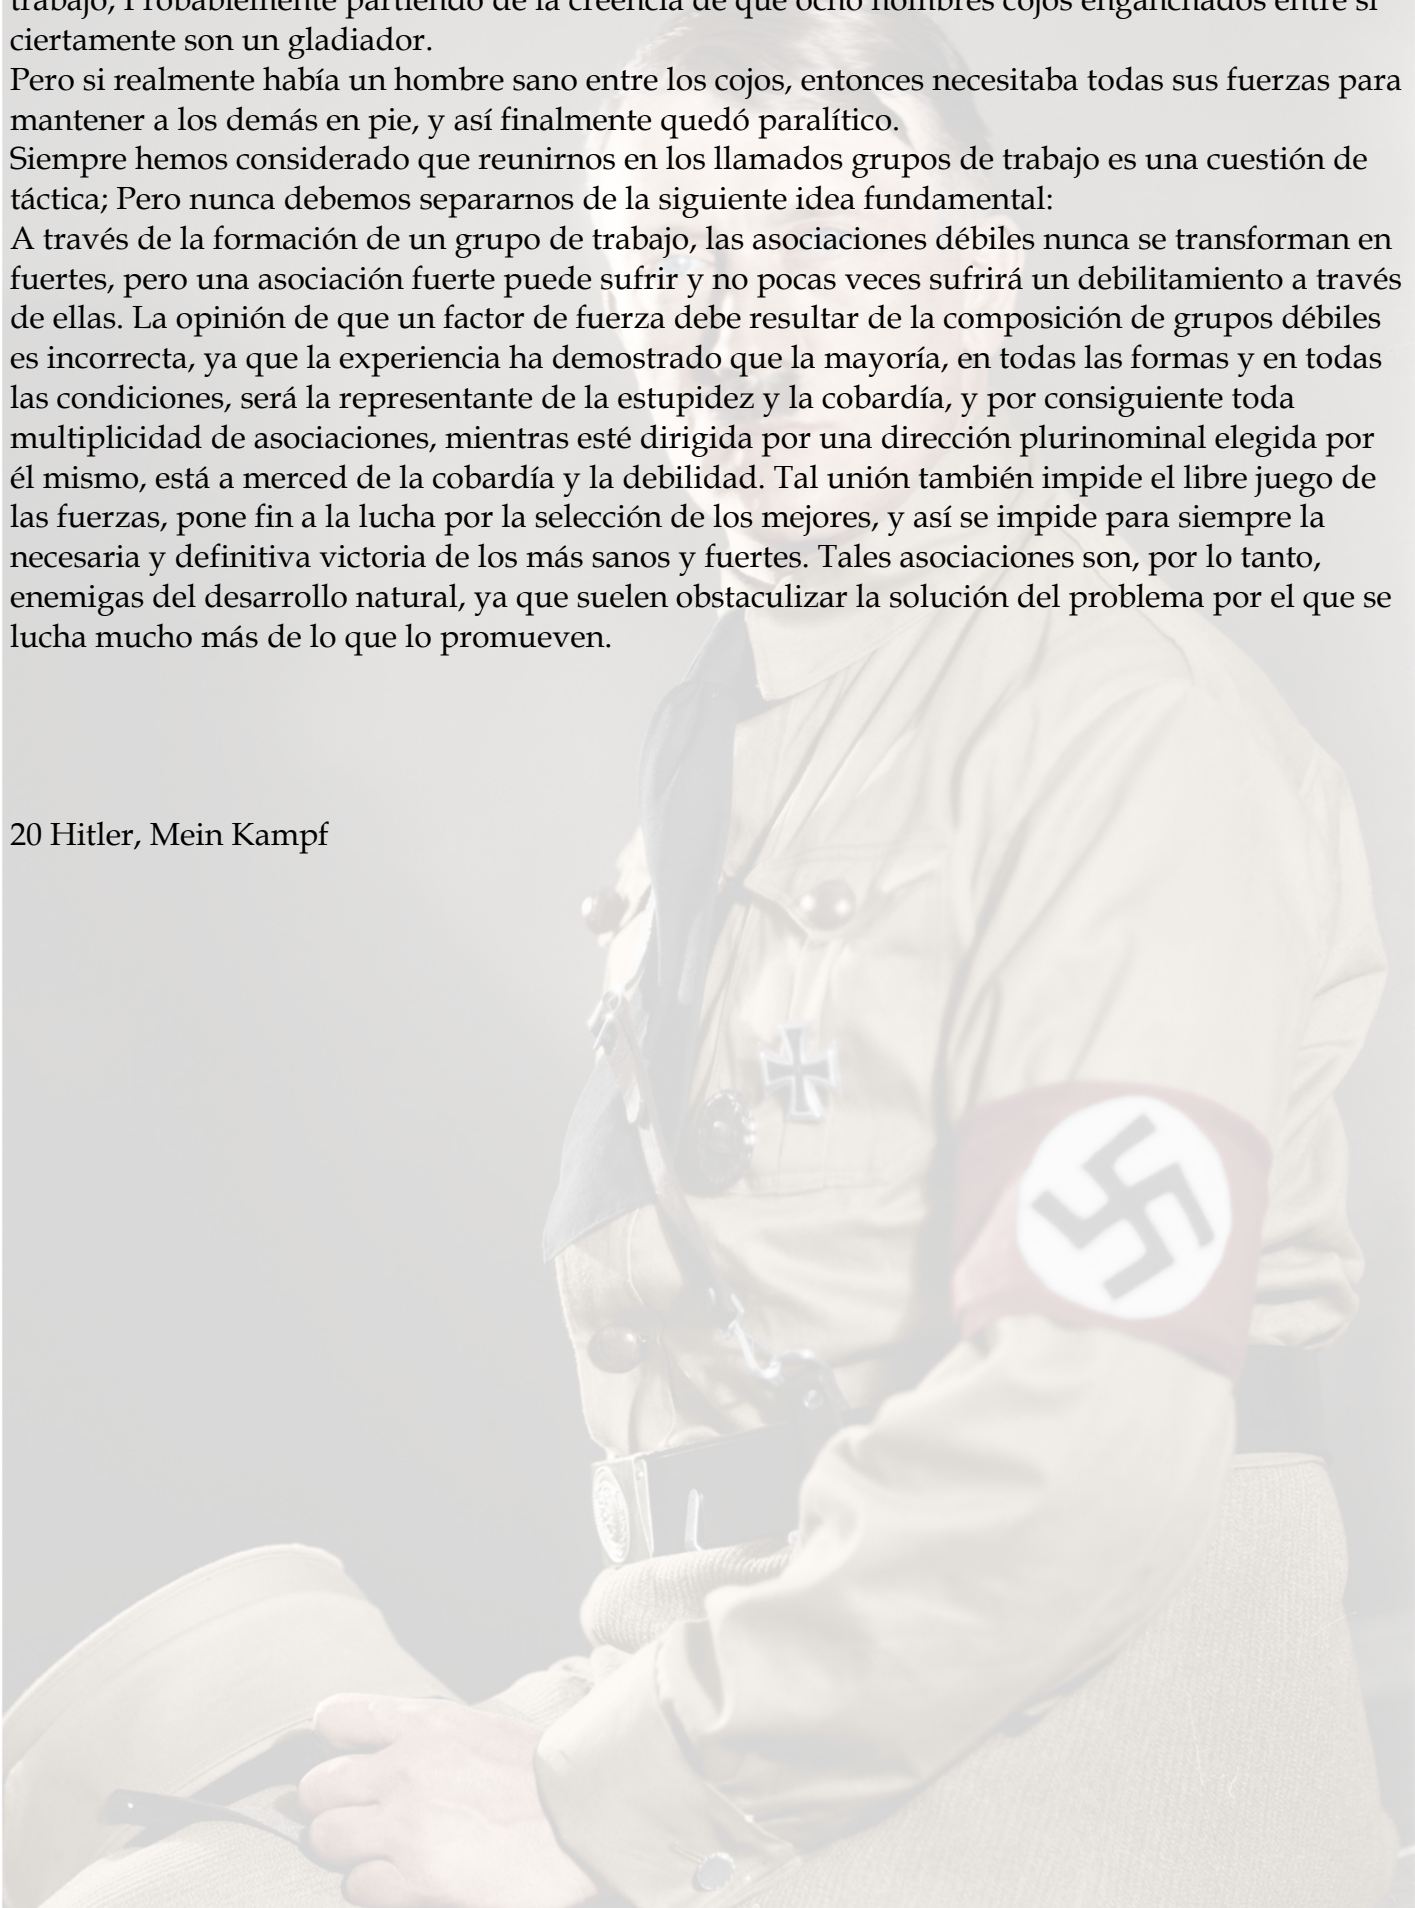 trabajo; Probablemente partiendo de la creencia de que ocho hombres cojos enganchados entre sí
ciertamente son un gladiador.
Pero si realmente había un hombre sano entre los cojos, entonces necesitaba todas sus fuerzas para
mantener a los demás en pie, y así finalmente quedó paralítico.
Siempre hemos considerado que reunirnos en los llamados grupos de trabajo es una cuestión de
táctica; Pero nunca debemos separarnos de la siguiente idea fundamental:
A través de la formación de un grupo de trabajo, las asociaciones débiles nunca se transforman en
fuertes, pero una asociación fuerte puede sufrir y no pocas veces sufrirá un debilitamiento a través
de ellas. La opinión de que un factor de fuerza debe resultar de la composición de grupos débiles
es incorrecta, ya que la experiencia ha demostrado que la mayoría, en todas las formas y en todas
las condiciones, será la representante de la estupidez y la cobardía, y por consiguiente toda
multiplicidad de asociaciones, mientras esté dirigida por una dirección plurinominal elegida por
él mismo, está a merced de la cobardía y la debilidad. Tal unión también impide el libre juego de
las fuerzas, pone fin a la lucha por la selección de los mejores, y así se impide para siempre la
necesaria y definitiva victoria de los más sanos y fuertes. Tales asociaciones son, por lo tanto,
enemigas del desarrollo natural, ya que suelen obstaculizar la solución del problema por el que se
lucha mucho más de lo que lo promueven.
20 Hitler, Mein Kampf